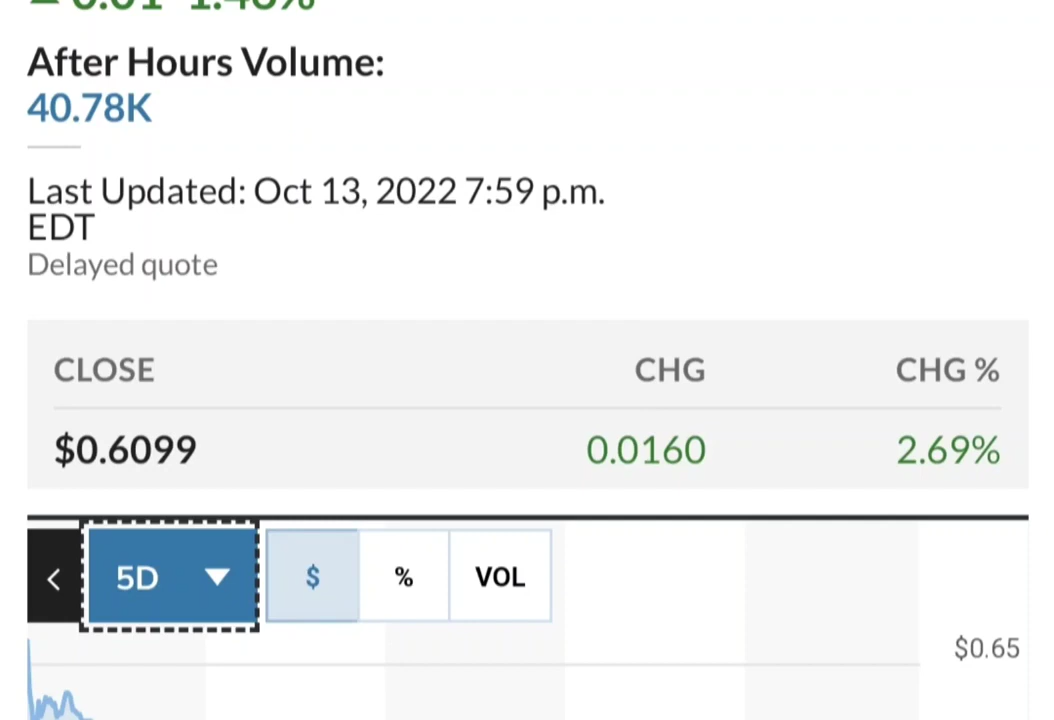 After Hours Volume:
40.78K
Last Updated: Oct 13, 2022 7:59 p.m.
EDT
Delayed quote
CLOSE CHG CHG %
$0.6099 0.0160 2.69%
5D $ % VOL
$0.65